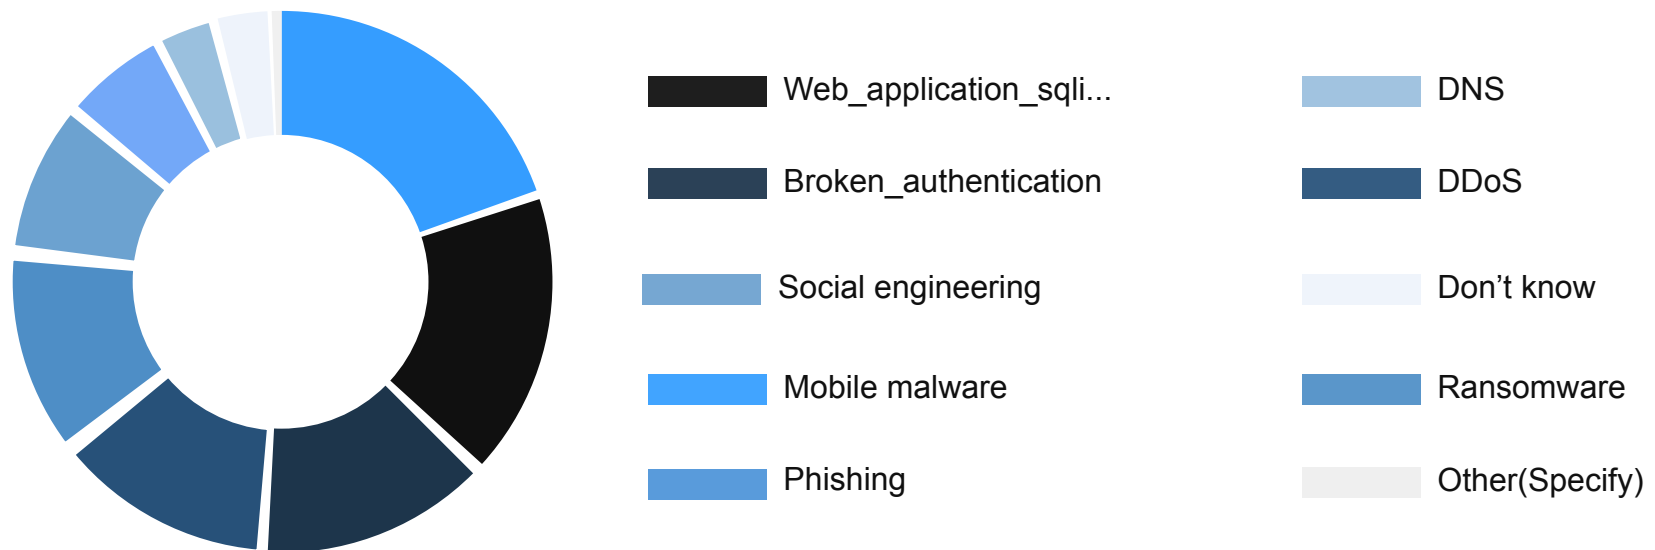 Web_application_sqli...
DNS
Broken_authentication
DDoS
Social engineering
Don’t know
Mobile malware
Ransomware
Phishing
Other(Specify)